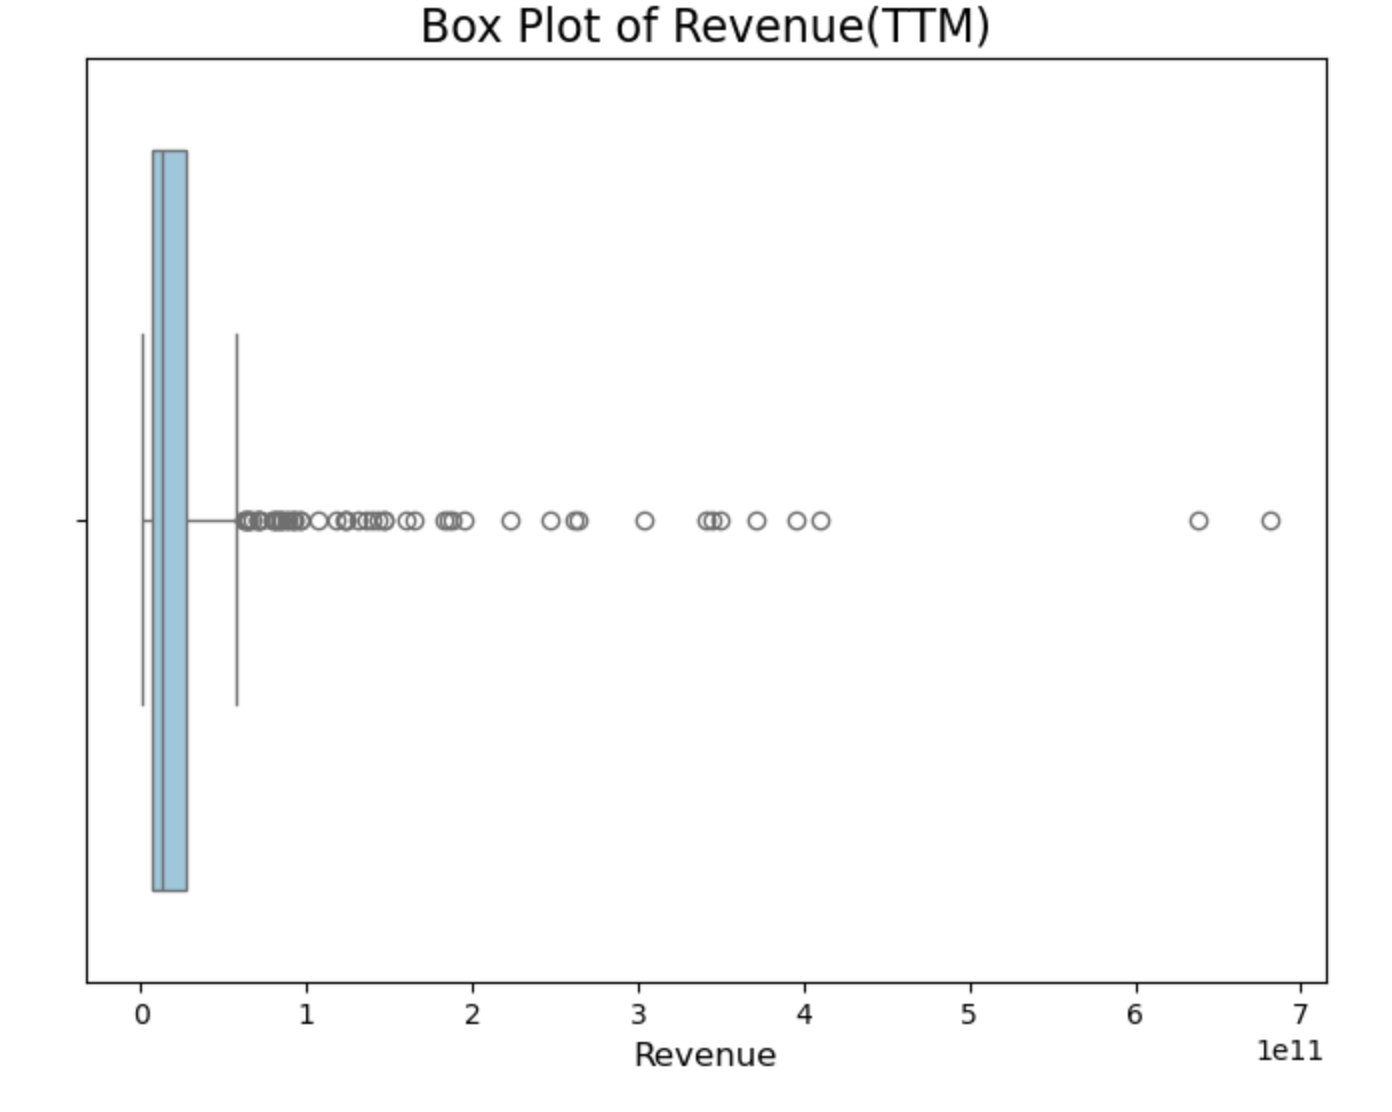 Box Plot of Revenue(TTM)
0 1 2 3 4 5 6 7
1e11
Revenue